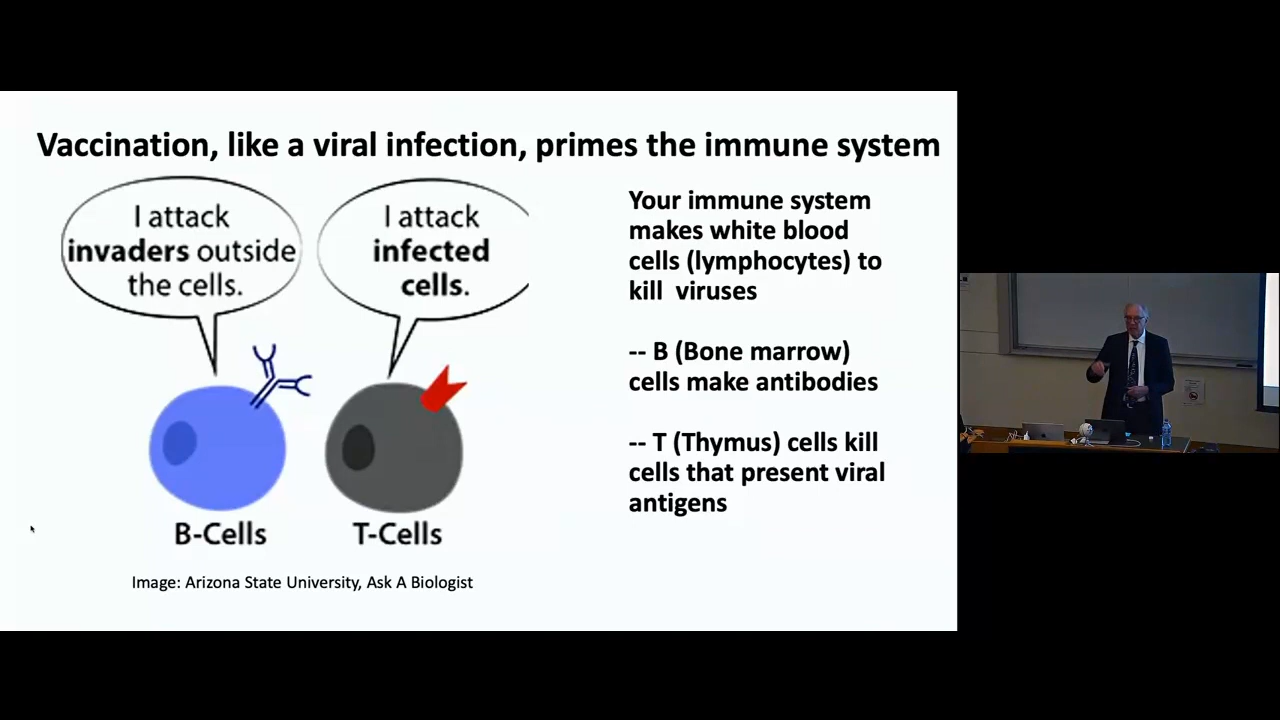 Vaccination, like a viral infection, primes the immune system
I attack
invaders outside
the cells.
I attack
infected
cells.
B-Cells
T-Cells
Image: Arizona State University, Ask A Biologist
Your immune system
makes white blood
cells (lymphocytes) to
kill  viruses
-- B (Bone marrow)
cells make antibodies
-- T (Thymus) cells kill
cells that present viral
antigens